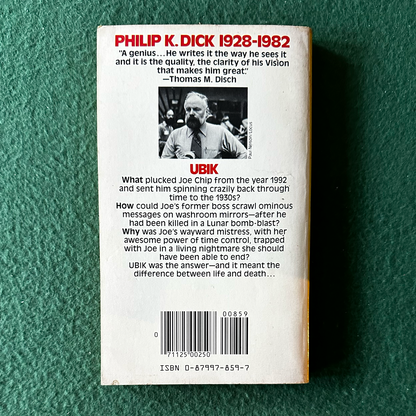 PHILIP K. DICK 1928-1982
"A genius...He writes it the way he sees it
and it is the quality, the clarity of his Vision
that makes him great."
—Thomas M. Disch
UBIK
What plucked Joe Chip from the year 1992
and sent him spinning crazily back through
time to the 1930s?
How could Joe's former boss scrawl ominous
messages on washroom mirrors—after he
had been killed in a Lunar bomb-blast?
Why was Joe's wayward mistress, with her
awesome power of time control, trapped
with Joe in a living nightmare she should
have been able to end?
UBIK was the answer—and it meant the
difference between life and death...
00859
0
71125 00250
ISBN 0-87997-859-7